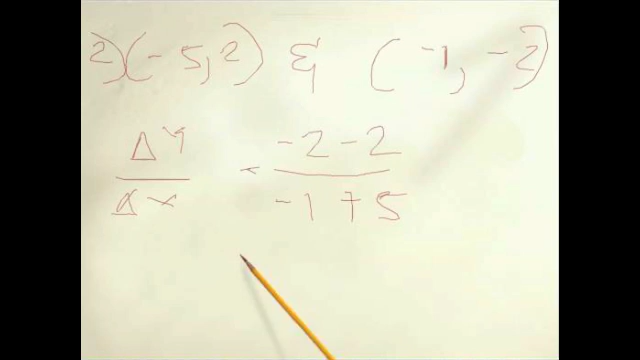 2) (-5, 2) & (-1, -2)
Δy/Δx = -2-2/-1+5